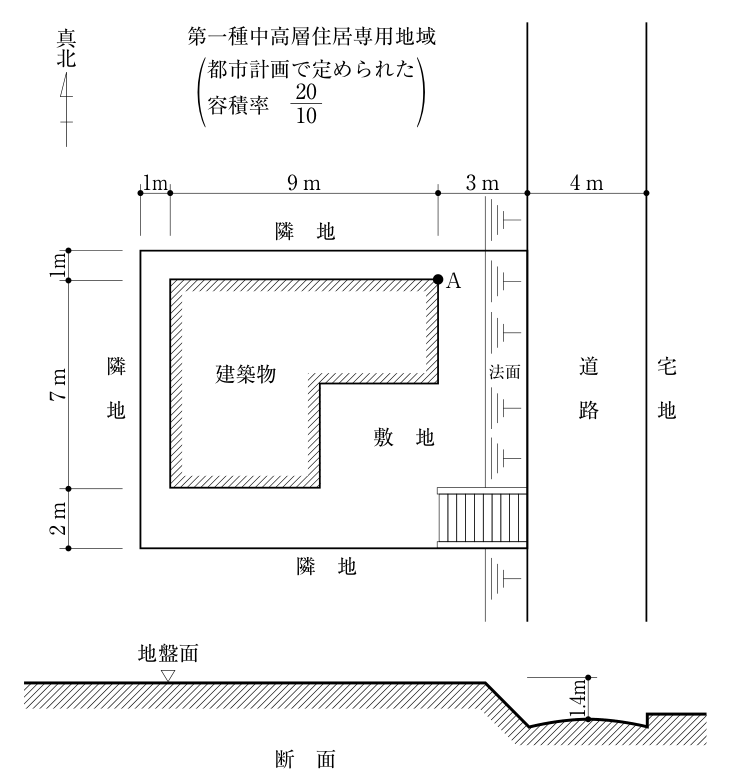 真北
第一種中高層住居専用地域
都市計画で定められた
容積率 20/10
1m
9 m
3 m
4 m
隣 地
1m
A
7 m
隣地
建築物
法面
道路
宅地
敷 地
2 m
隣 地
地盤面
1.4m
断 面